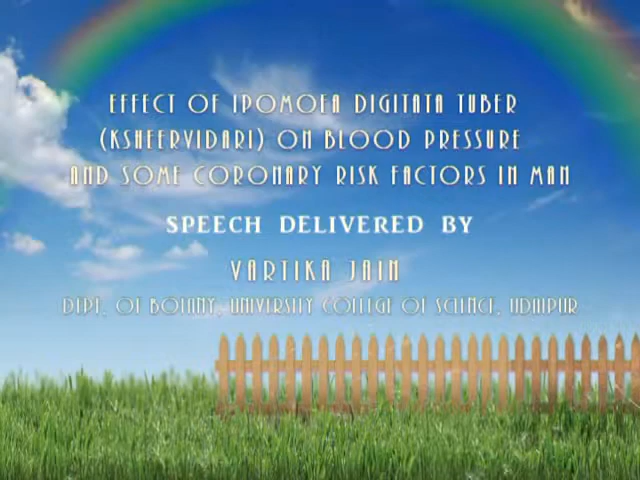 EFFECT OF IPOMOEA DIGITATA TUBER
(KSHEERVIDARI) ON BLOOD PRESSURE
AND SOME CORONARY RISK FACTORS IN MAN
SPEECH DELIVERED BY
VARTIKA JAIN
DEPT. OF BOTANY, UNIVERSITY COLLEGE OF SCIENCE, UDAIPUR